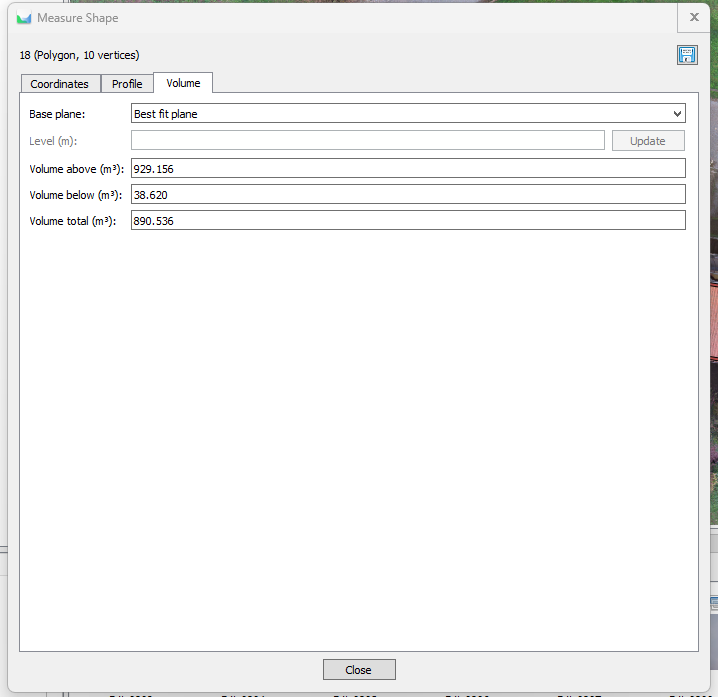 Measure Shape
18 (Polygon, 10 vertices)
Coordinates Profile Volume
Base plane: Best fit plane
Level (m): Update
Volume above (m³): 929.156
Volume below (m³): 38.620
Volume total (m³): 890.536
Close